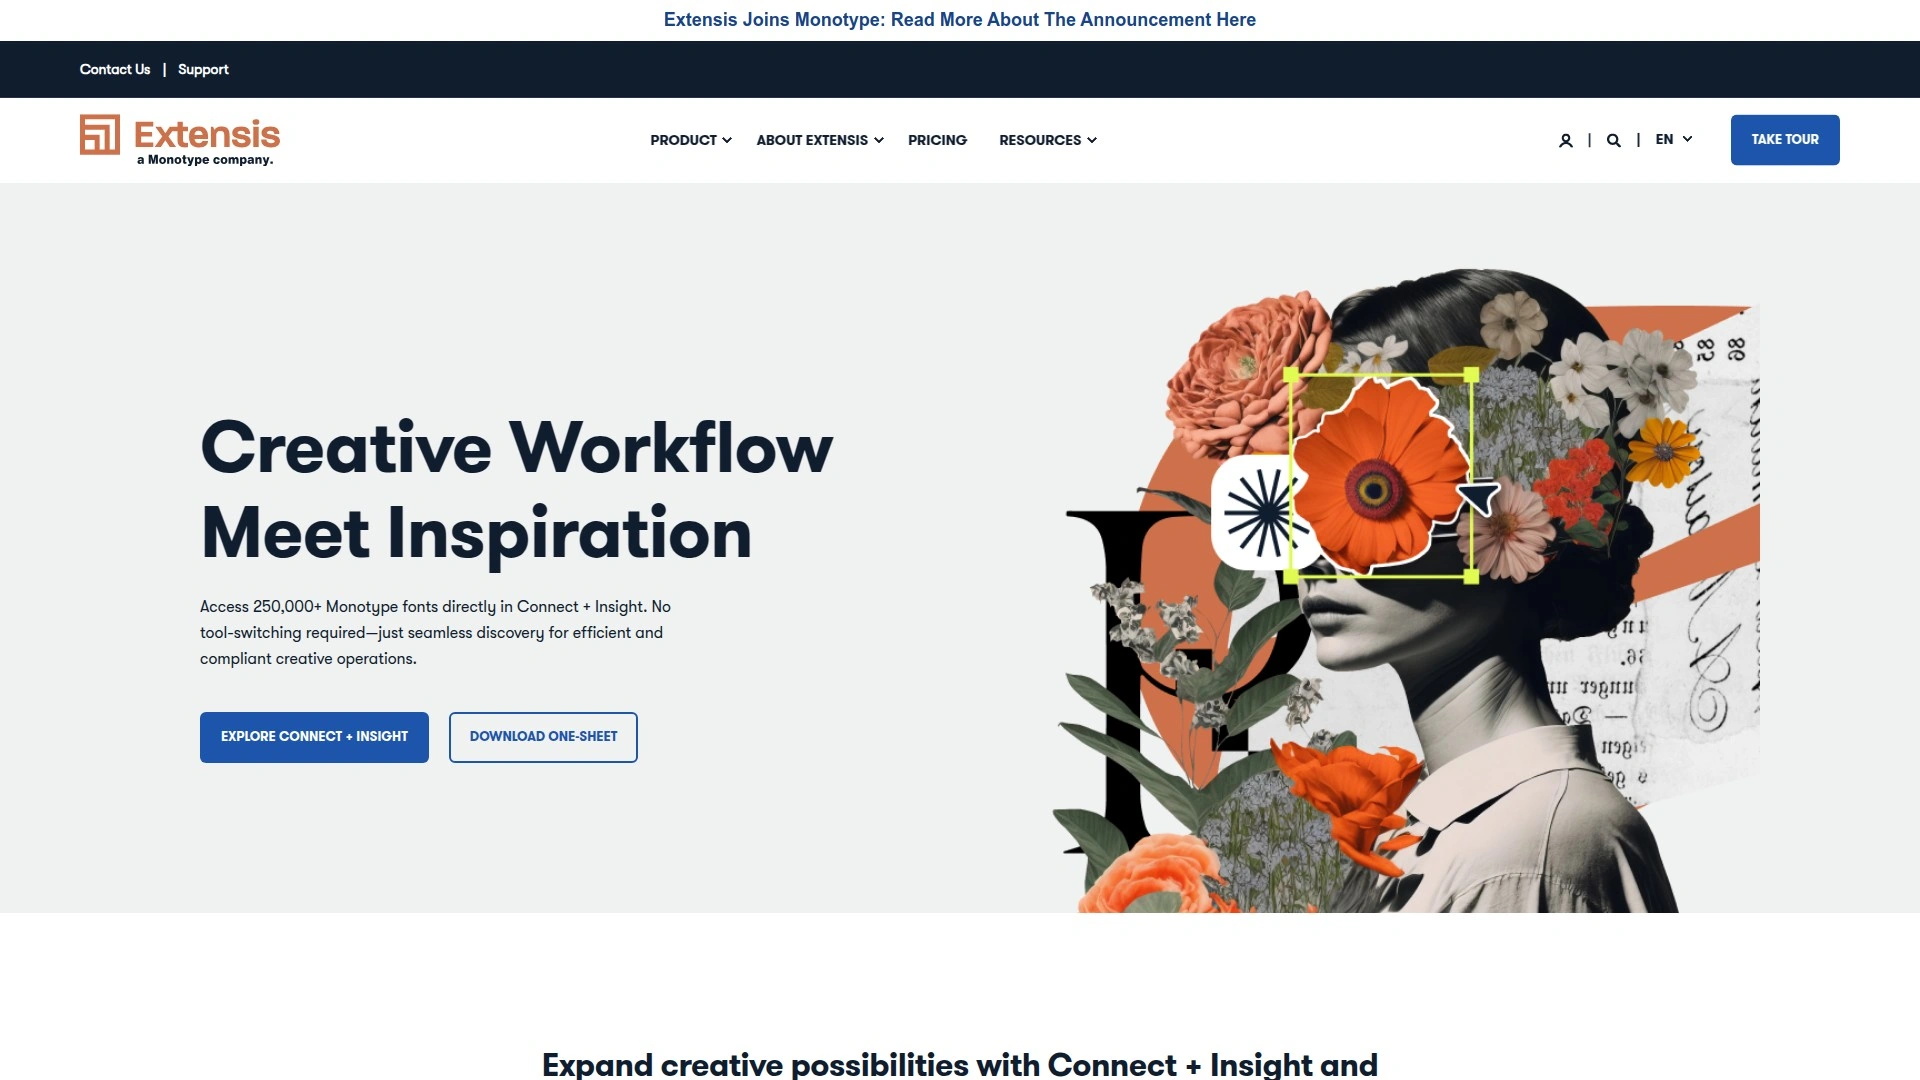 Extensis Joins Monotype: Read More About The Announcement Here
Contact Us | Support
Extensis
a Monotype company.
PRODUCT
ABOUT EXTENSIS
PRICING
RESOURCES
EN
TAKE TOUR
Creative Workflow
Meet Inspiration
Access 250,000+ Monotype fonts directly in Connect + Insight. No
tool-switching required—just seamless discovery for efficient and
compliant creative operations.
EXPLORE CONNECT + INSIGHT
DOWNLOAD ONE-SHEET
Expand creative possibilities with Connect + Insight and